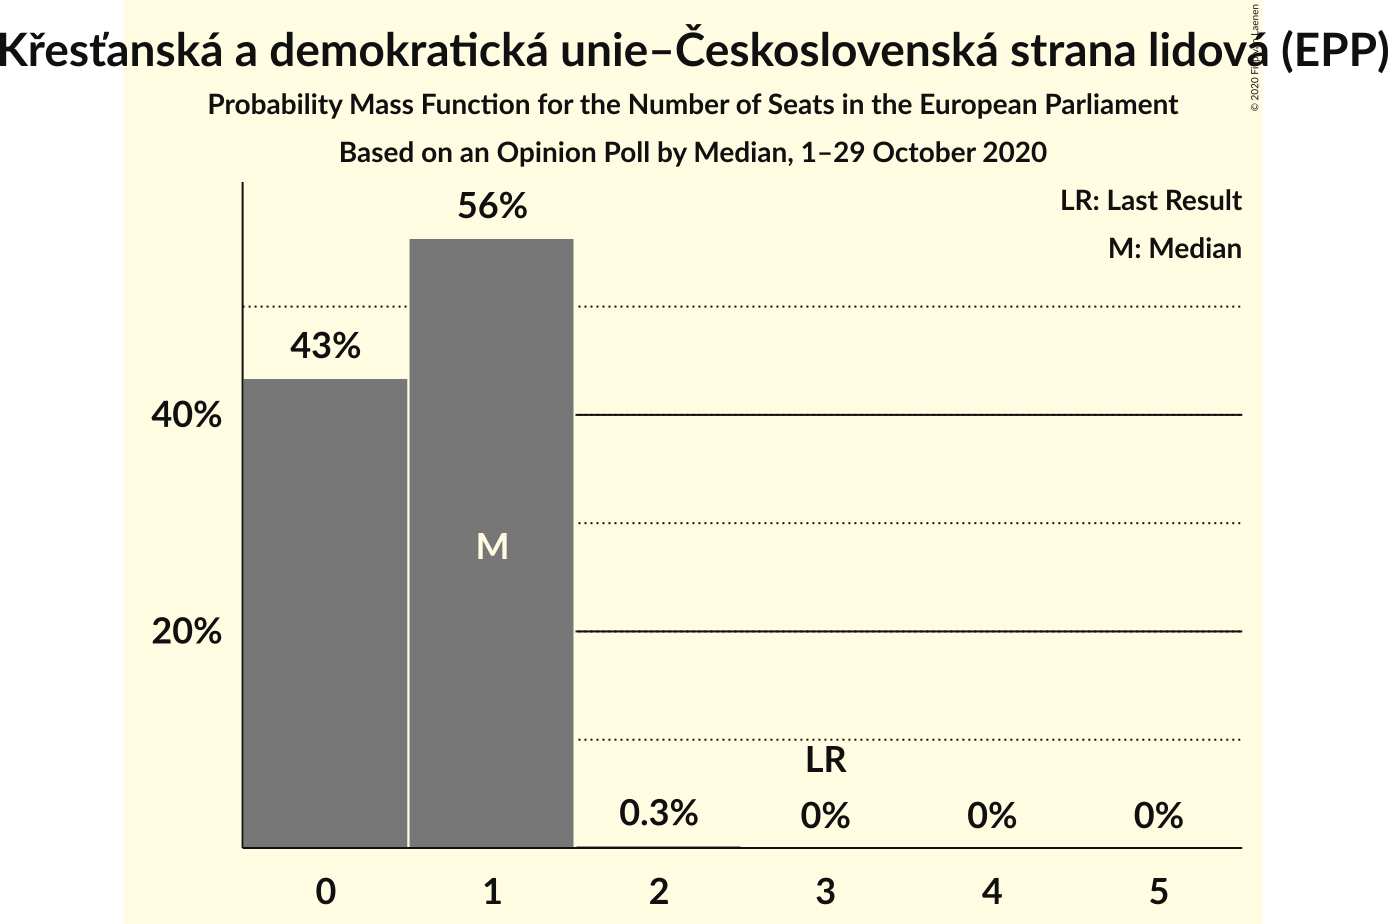 Křesťanská a demokratická unie–Československá strana lidová (EPP)
Probability Mass Function for the Number of Seats in the European Parliament
Based on an Opinion Poll by Median, 1–29 October 2020
© 2020 Laenen
LR: Last Result
M: Median
56%
43%
40%
M
20%
LR
0.3% 0% 0% 0%
0 1 2 3 4 5